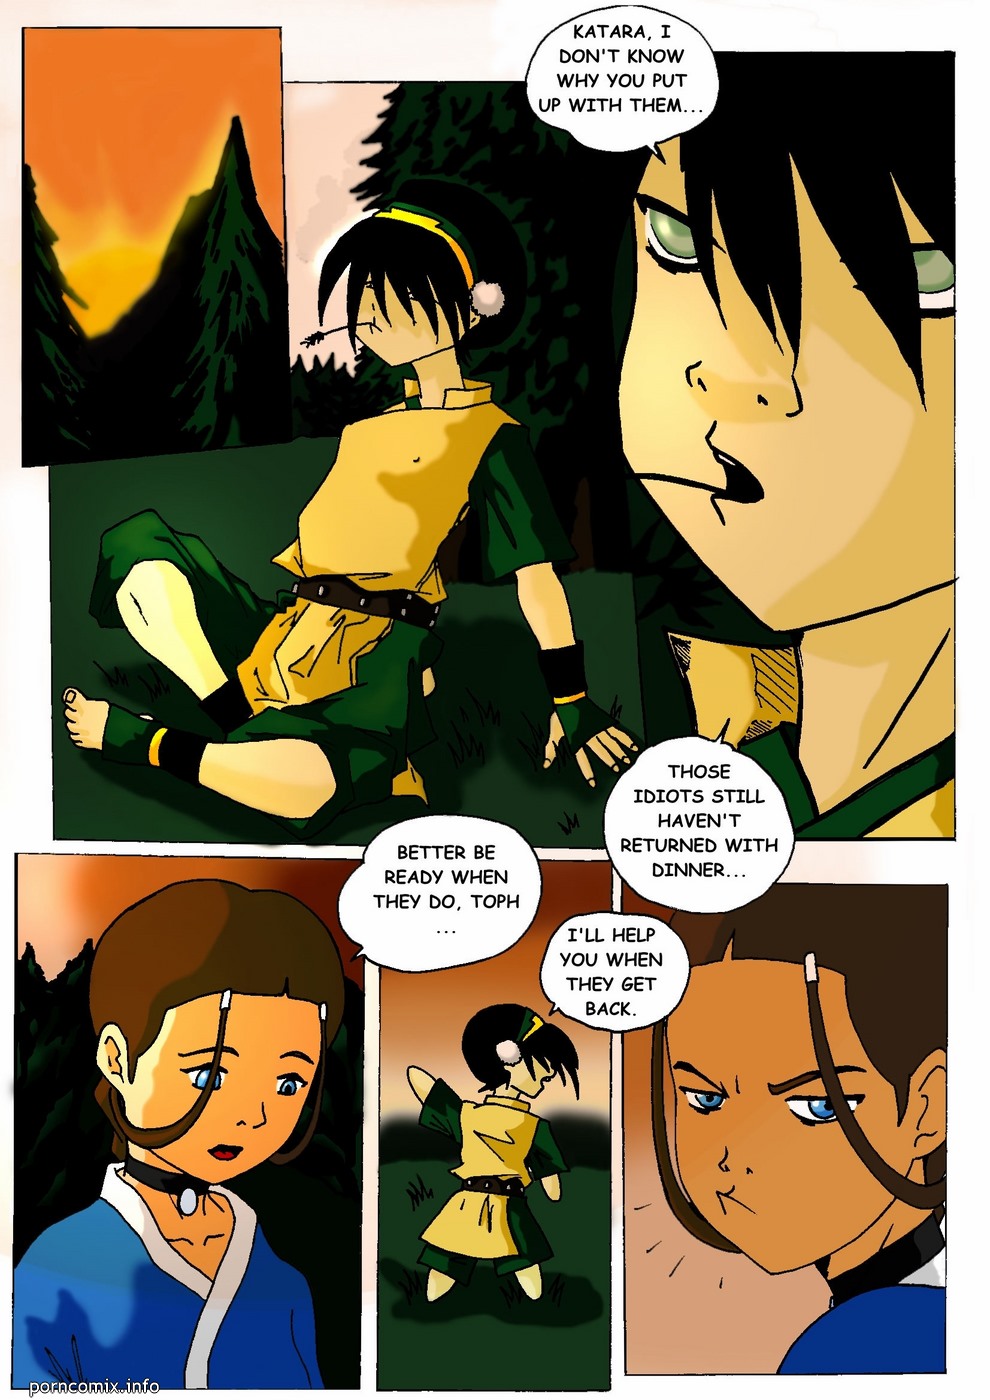 KATARA, I
DON'T KNOW
WHY YOU PUT
UP WITH THEM...
THOSE
IDIOTS STILL
HAVEN'T
RETURNED WITH
DINNER...
BETTER BE
READY WHEN
THEY DO, TOPH
...
I'LL HELP
YOU WHEN
THEY GET
BACK.
porncomix.info